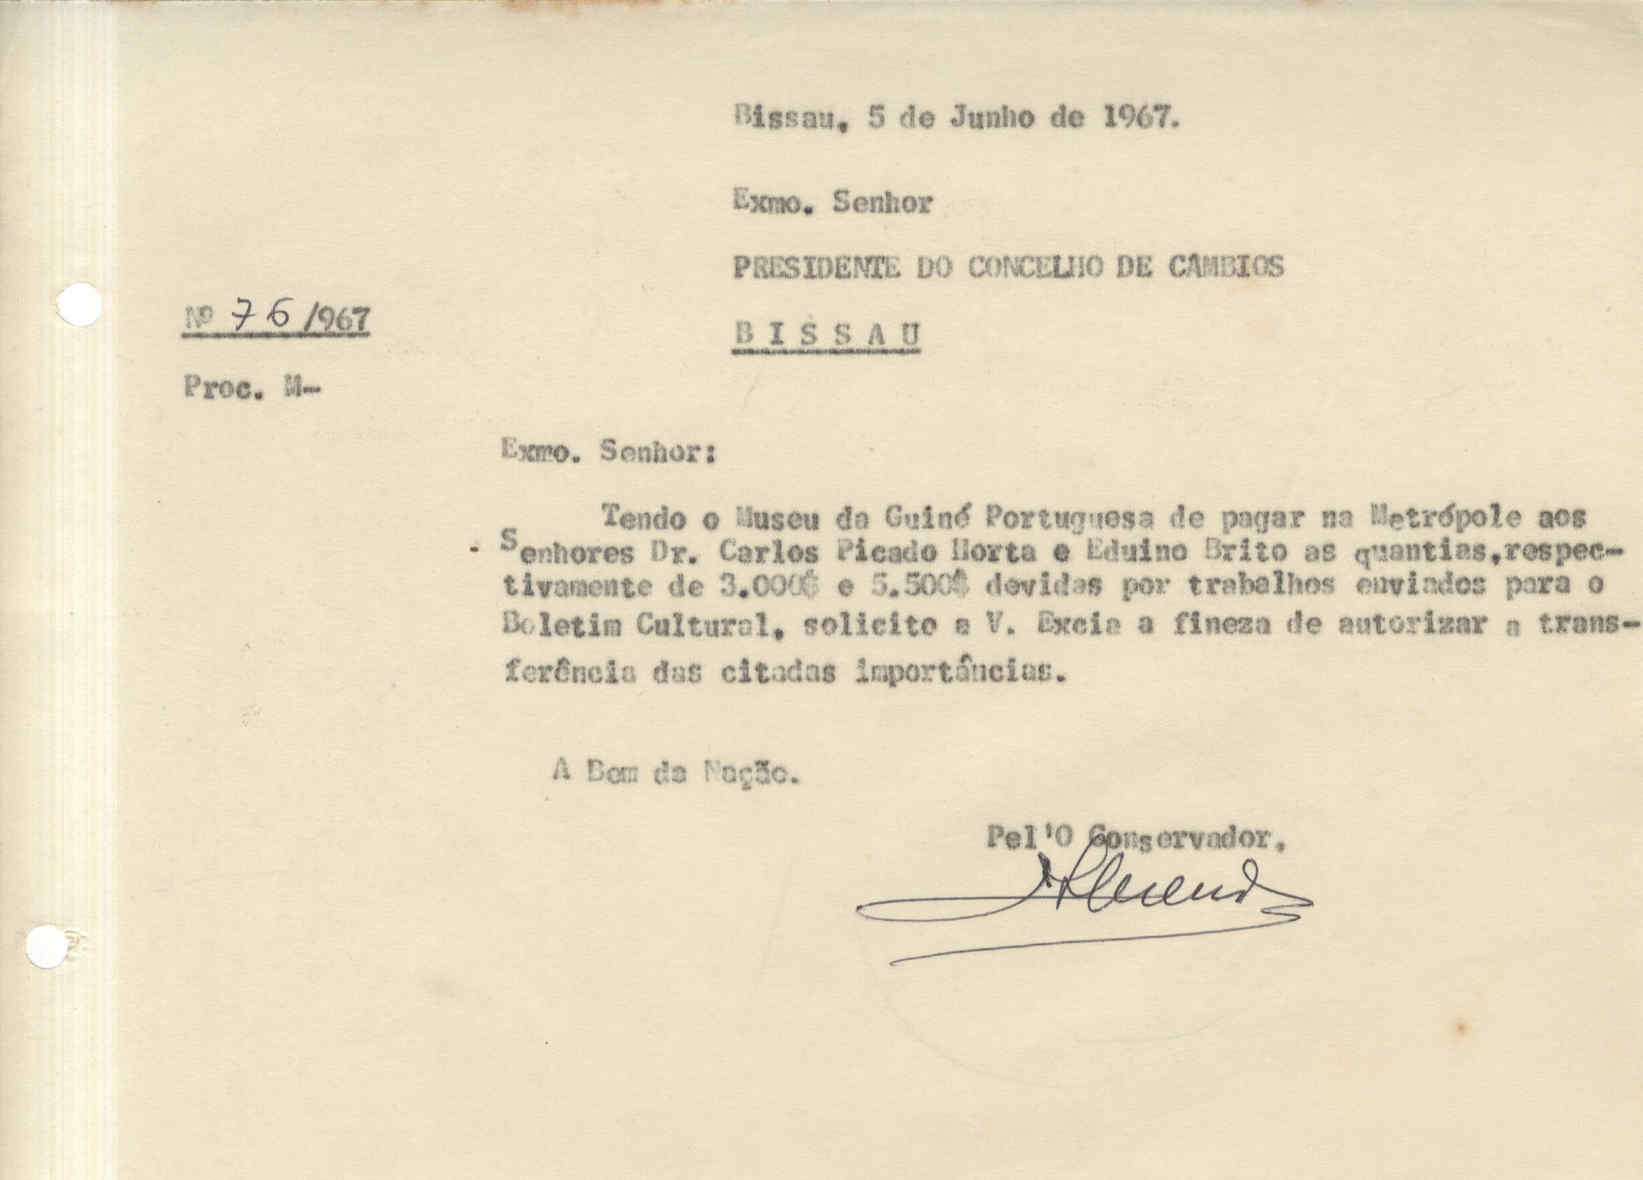 Bissau, 5 de Junho de 1967.
Exmo. Senhor
PRESIDENTE DO CONCELHO DE CAMBIOS
Nº 76/967
B I S S A U
Proc. M-
Exmo. Senhor:
Tendo o Museu da Guiné Portuguesa de pagar na Metrópole aos
Senhores Dr. Carlos Picado Horta e Eduino Brito as quantias,respec-
tivamente de 3.000$ e 5.500$ devidas por trabalhos enviados para o
Boletim Cultural, solicito a V. Excia a fineza de autorizar a trans-
ferência das citadas importâncias.
A Bem da Nação.
Pel'O Conservador,